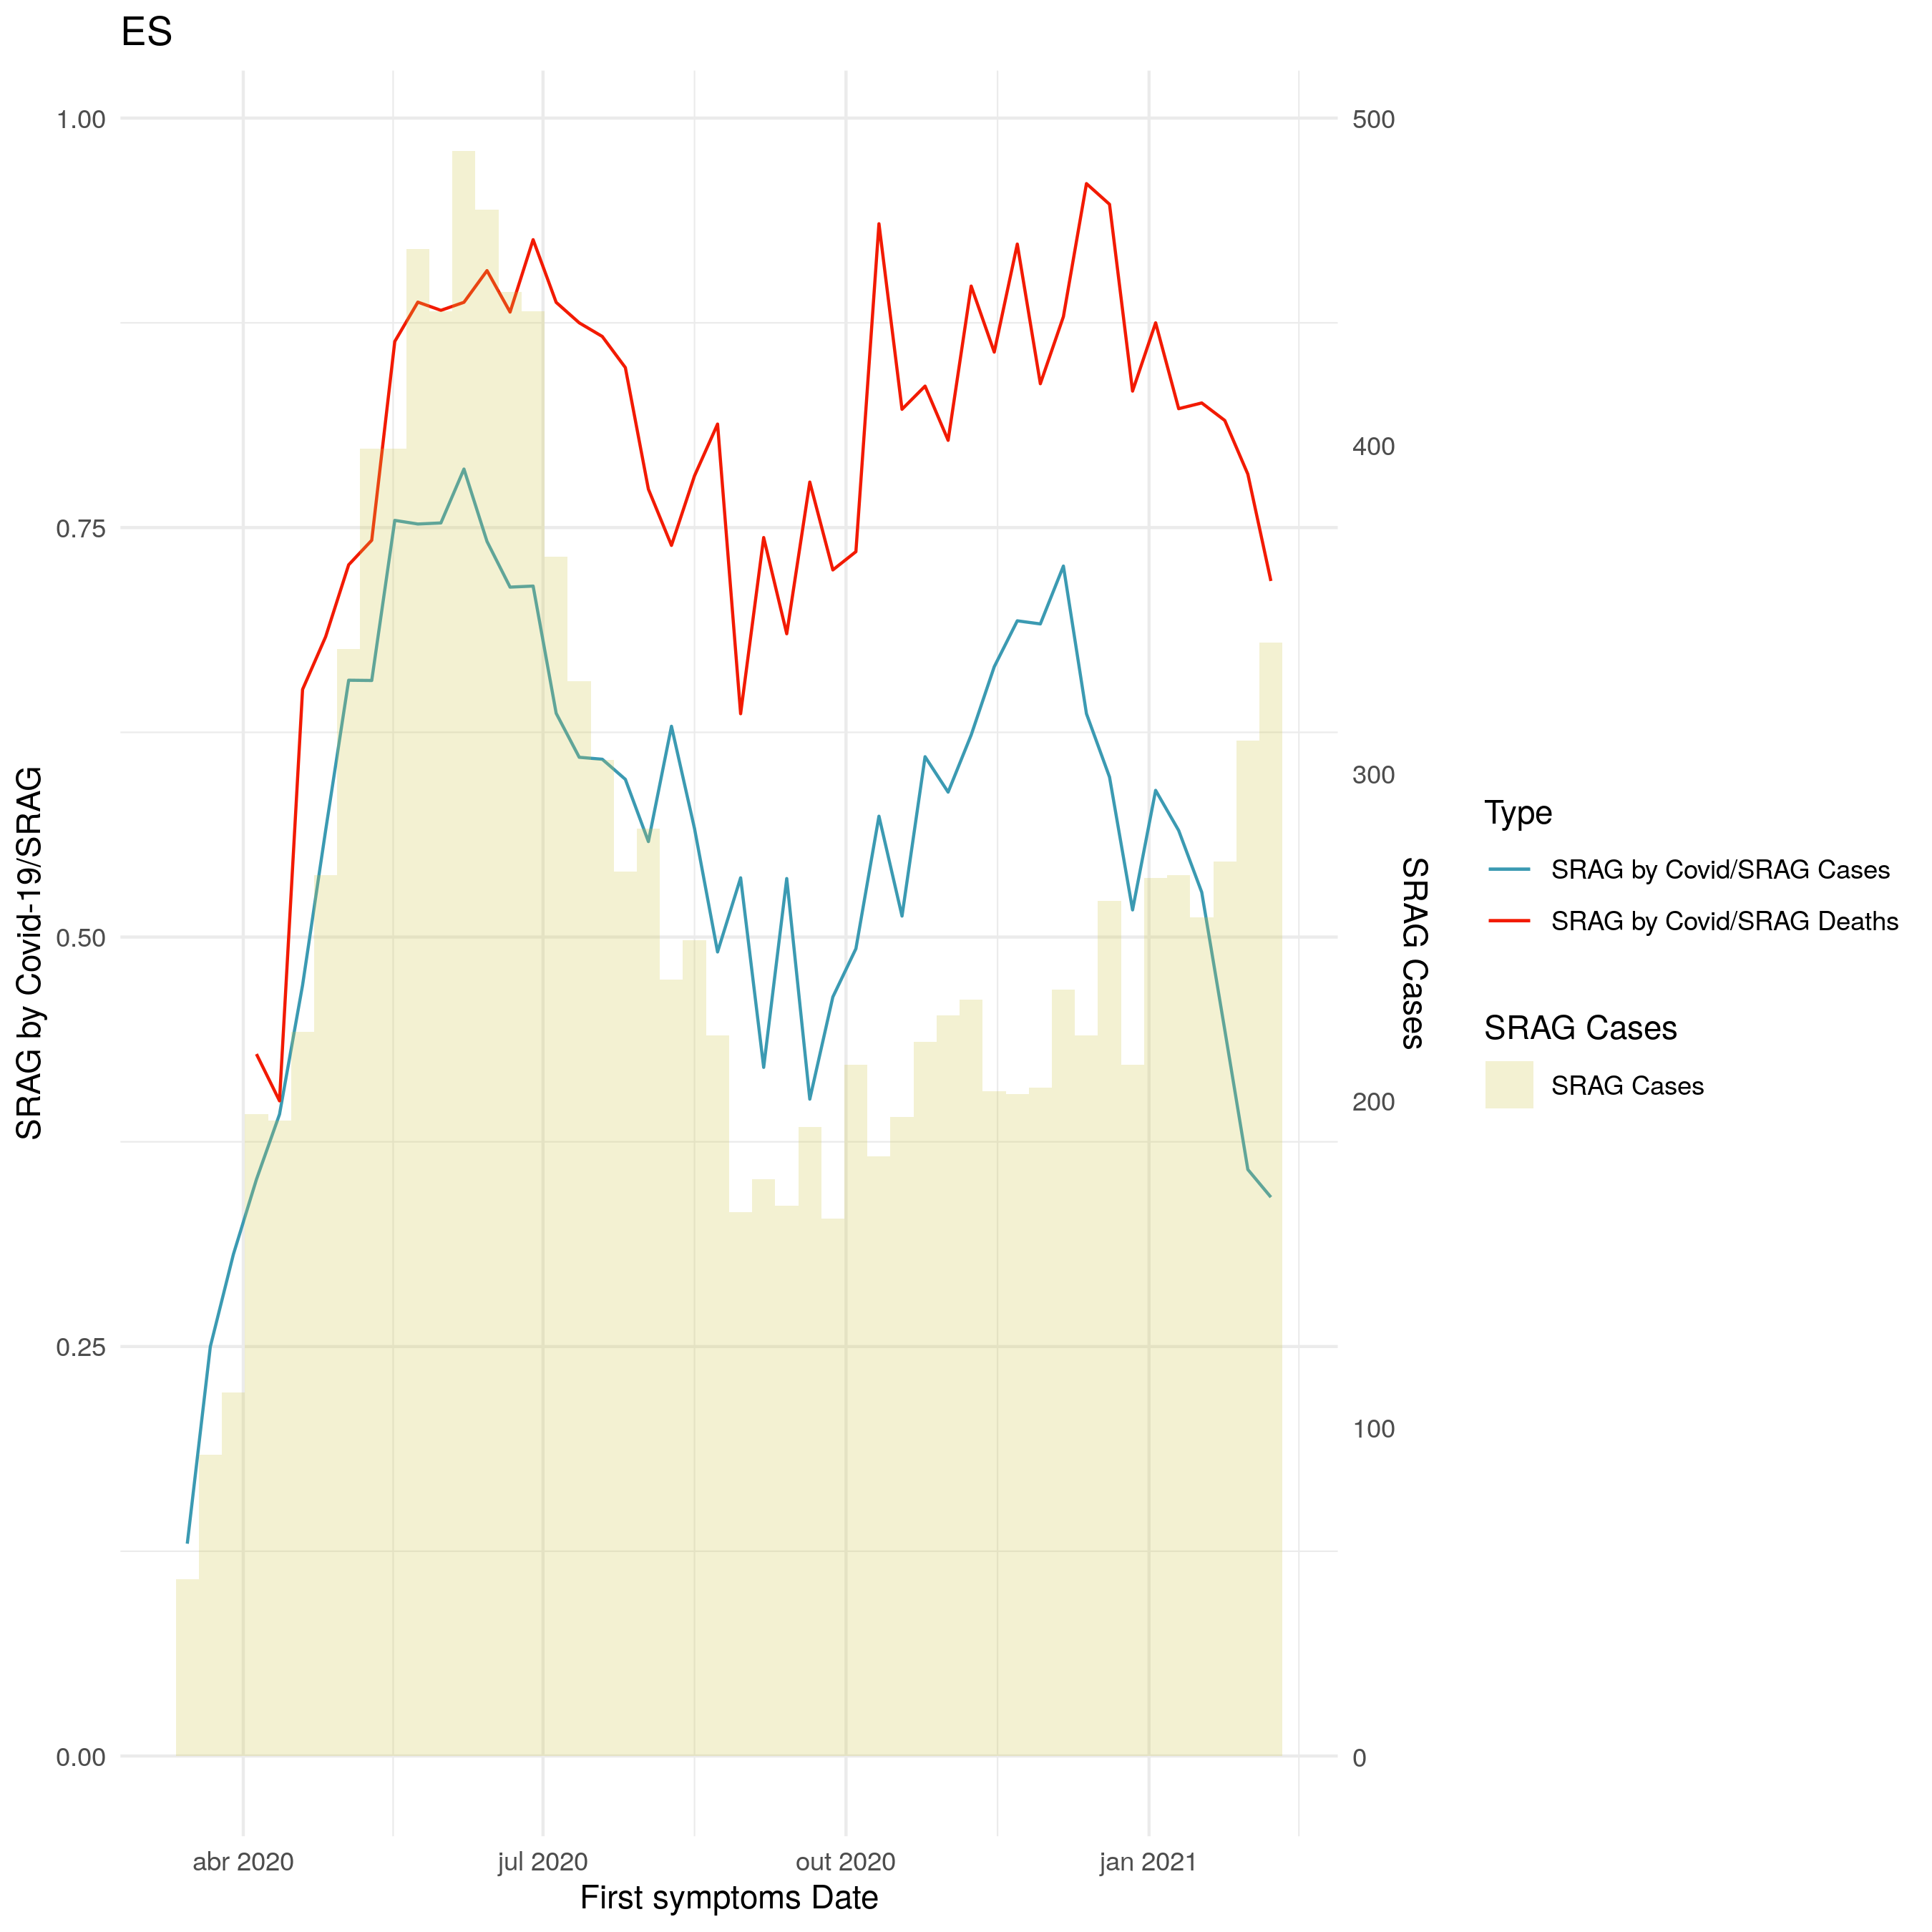 ES
1.00
0.75
0.50
0.25
0.00
SRAG by Covid-19/SRAG
500
400
300
200
100
0
SRAG Cases
abr 2020
jul 2020
out 2020
jan 2021
First symptoms Date
Type
SRAG by Covid/SRAG Cases
SRAG by Covid/SRAG Deaths
SRAG Cases
SRAG Cases